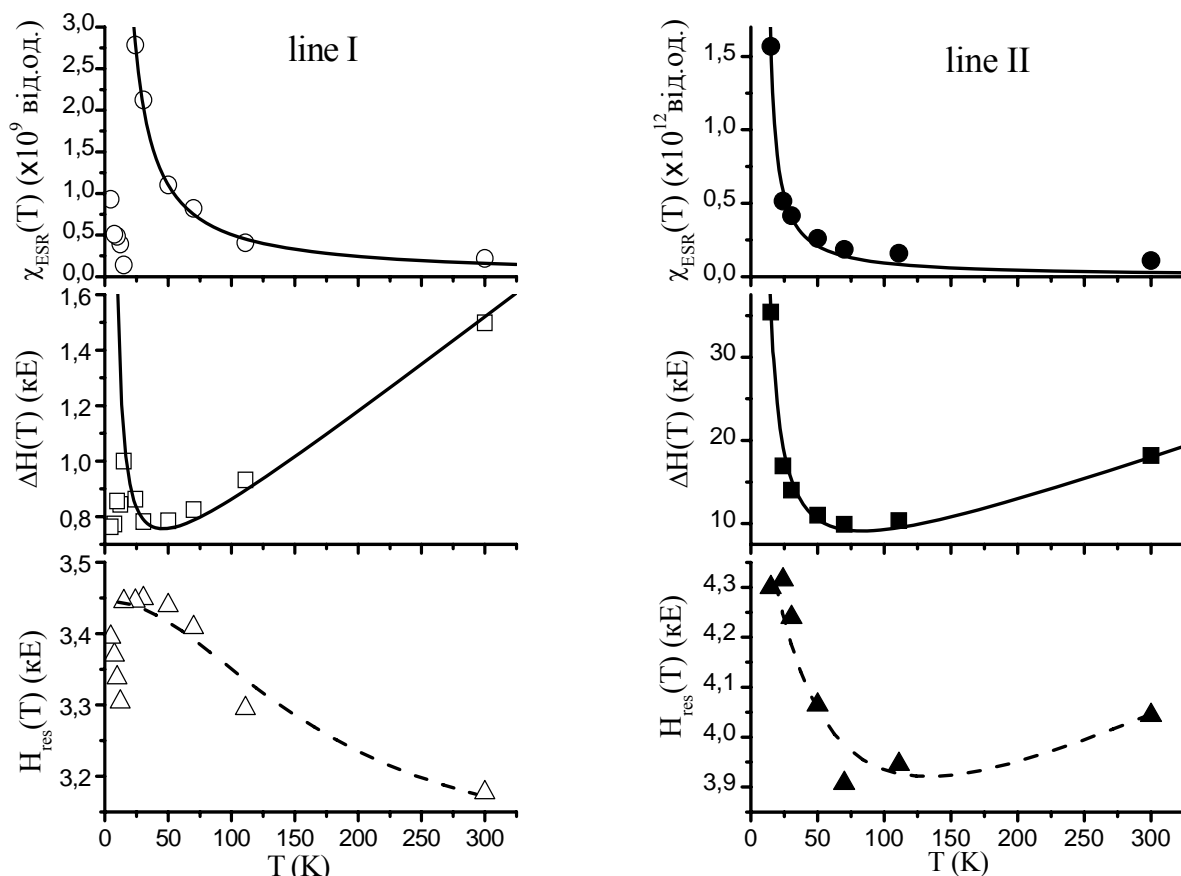 line I
χESR(T) (x10⁹ від.од.)
3,0
2,5
2,0
1,5
1,0
0,5
0,0
ΔH(T) (кЕ)
1,6
1,4
1,2
1,0
0,8
Hres(T) (кЕ)
3,5
3,4
3,3
3,2
0 50 100 150 200 250 300
T (K)
line II
χESR(T) (x10¹² від.од.)
1,5
1,0
0,5
0,0
ΔH(T) (кЕ)
30
20
10
Hres(T) (кЕ)
4,3
4,2
4,1
4,0
3,9
0 50 100 150 200 250 300
T (K)